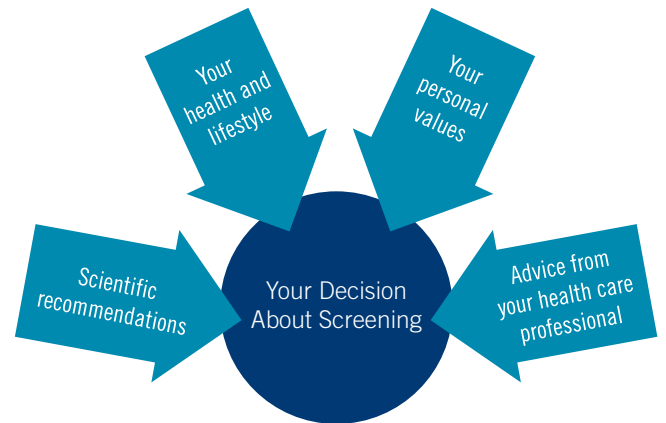 Your
health and
lifestyle
Your
personal
values
Scientific
recommendations
Your Decision
About Screening
Advice from
your health care
professional